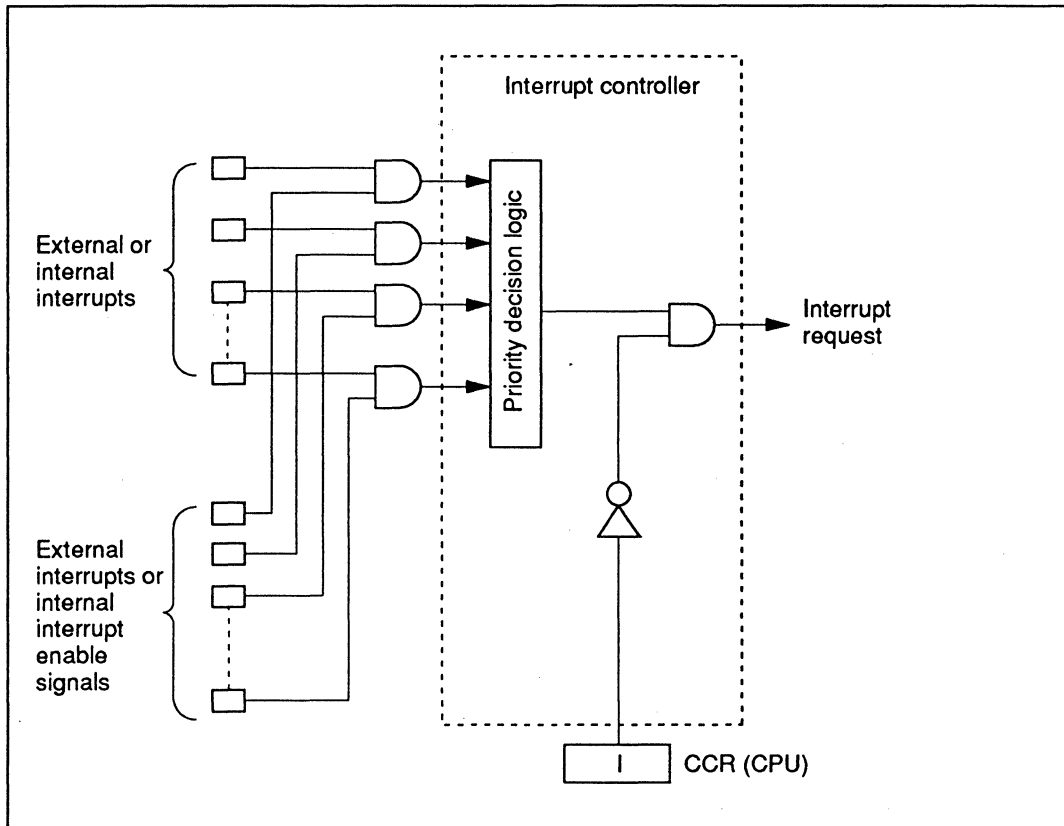 Interrupt controller
External or
internal
interrupts
Priority decision logic
Interrupt
request
External
interrupts or
internal
interrupt
enable
signals
I
CCR (CPU)